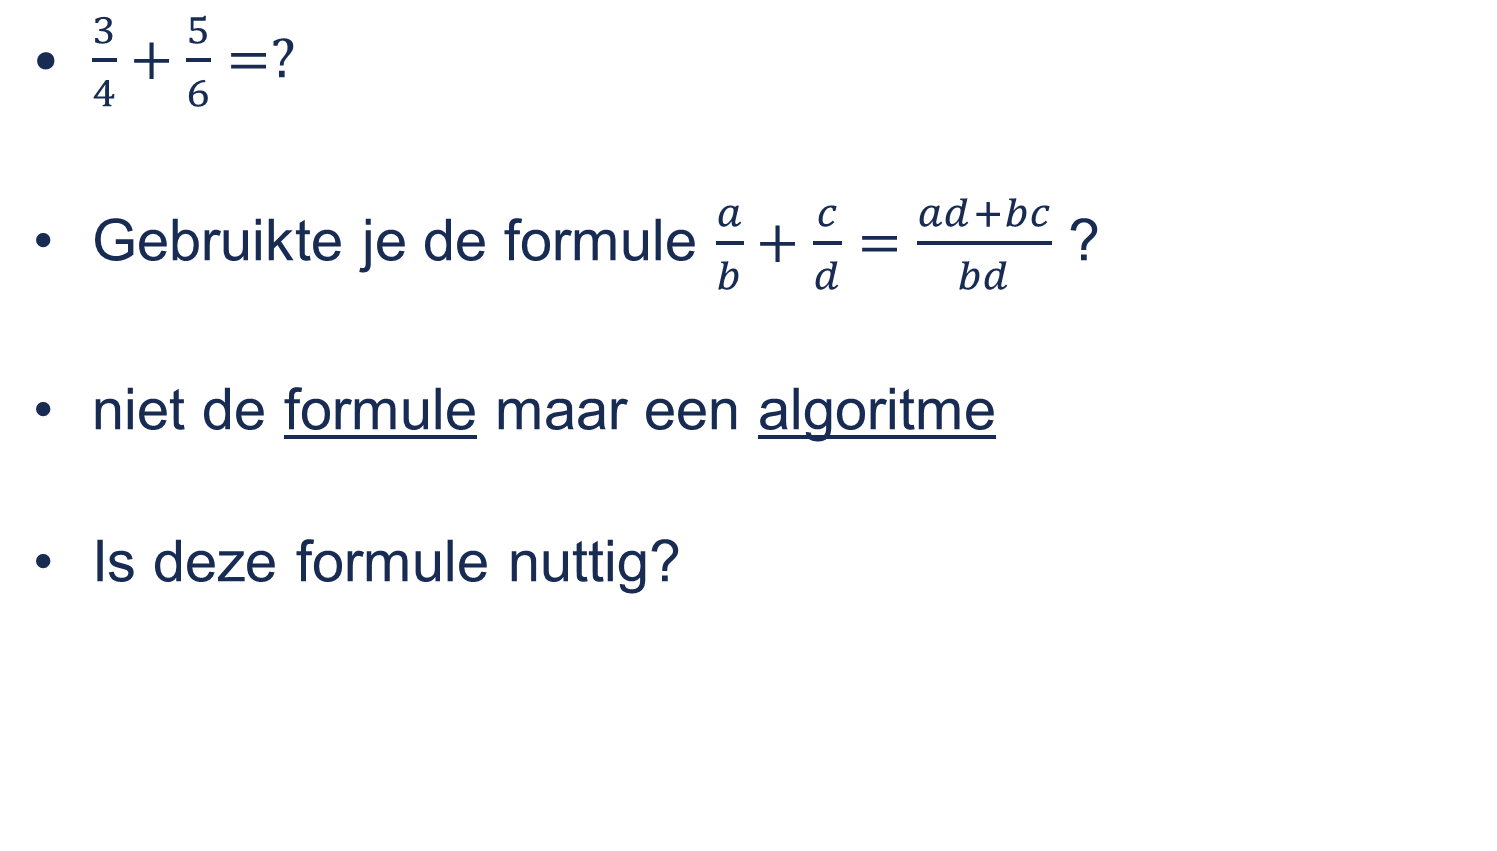 • 3/4 + 5/6 =?
• Gebruikte je de formule a/b + c/d = ad+bc/bd ?
• niet de formule maar een algoritme
• Is deze formule nuttig?